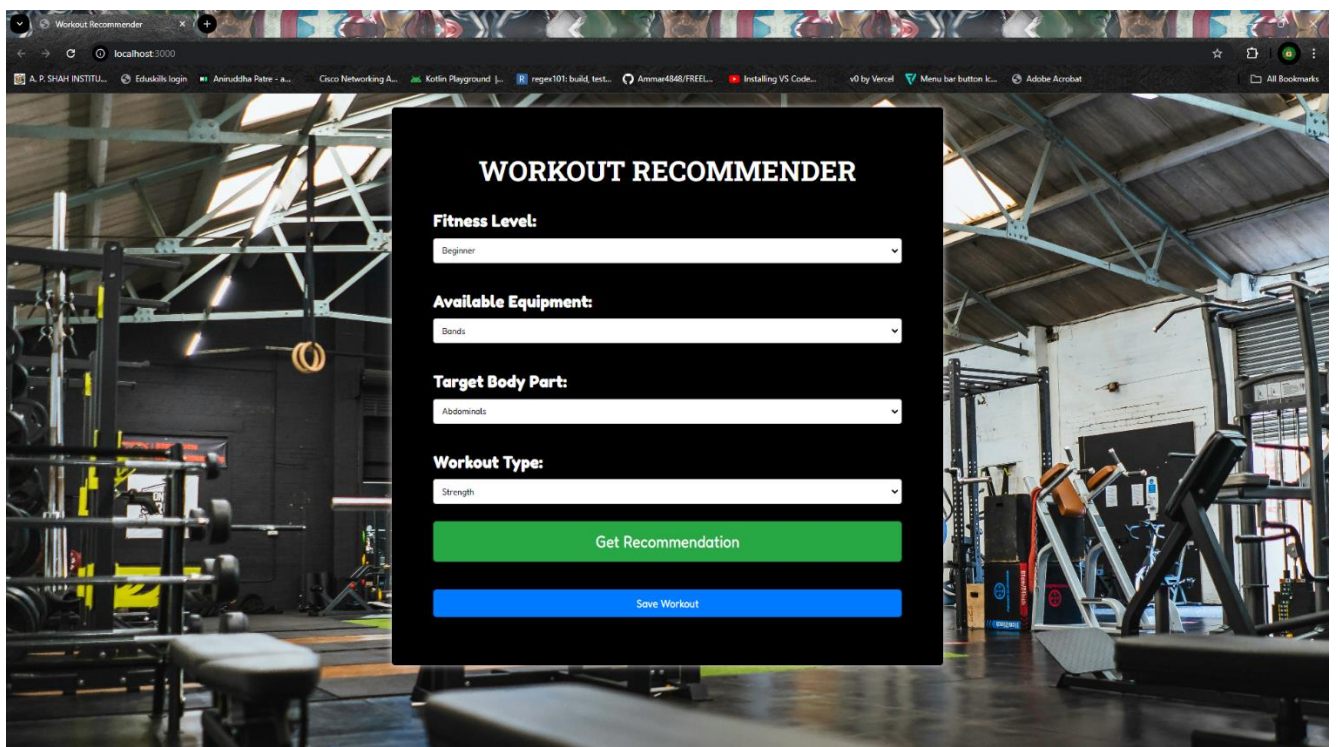 Workout Recommender
localhost:3000
A. P. SHAH INSTITU... Eduskills login Aniruddha Patre - a... Cisco Networking A... Kotlin Playground |... regex101: build, test... Ammar4848/FREEL... Installing VS Code... v0 by Vercel Menu bar button Ic... Adobe Acrobat All Bookmarks
WORKOUT RECOMMENDER
Fitness Level:
Beginner
Available Equipment:
Bands
Target Body Part:
Abdominals
Workout Type:
Strength
Get Recommendation
Save Workout